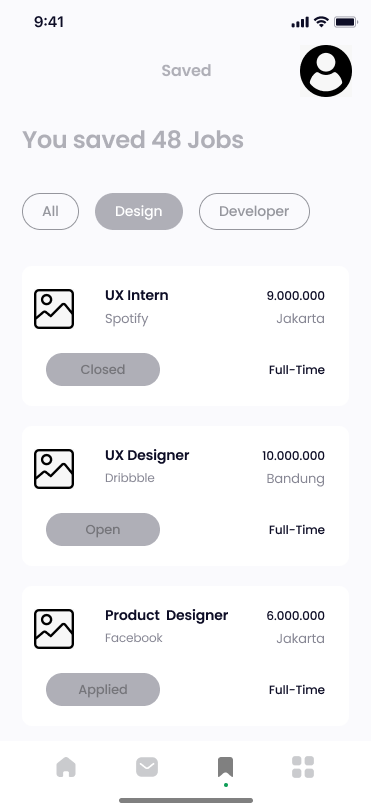 9:41
Saved
You saved 48 Jobs
All Design Developer
UX Intern 9.000.000
Spotify Jakarta
Closed Full-Time
UX Designer 10.000.000
Dribbble Bandung
Open Full-Time
Product Designer 6.000.000
Facebook Jakarta
Applied Full-Time